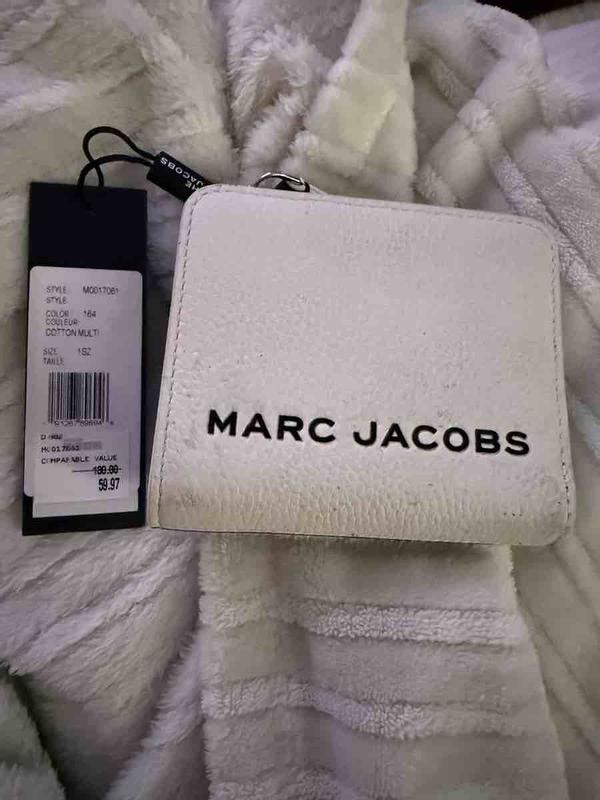 JACOBS
STYLE M0017061
STYLE
COLOR 164
COULEUR
COTTON MULTI
SIZE 1SZ
TAILLE
COMPARABLE VALUE
180.00
59.97
MARC JACOBS